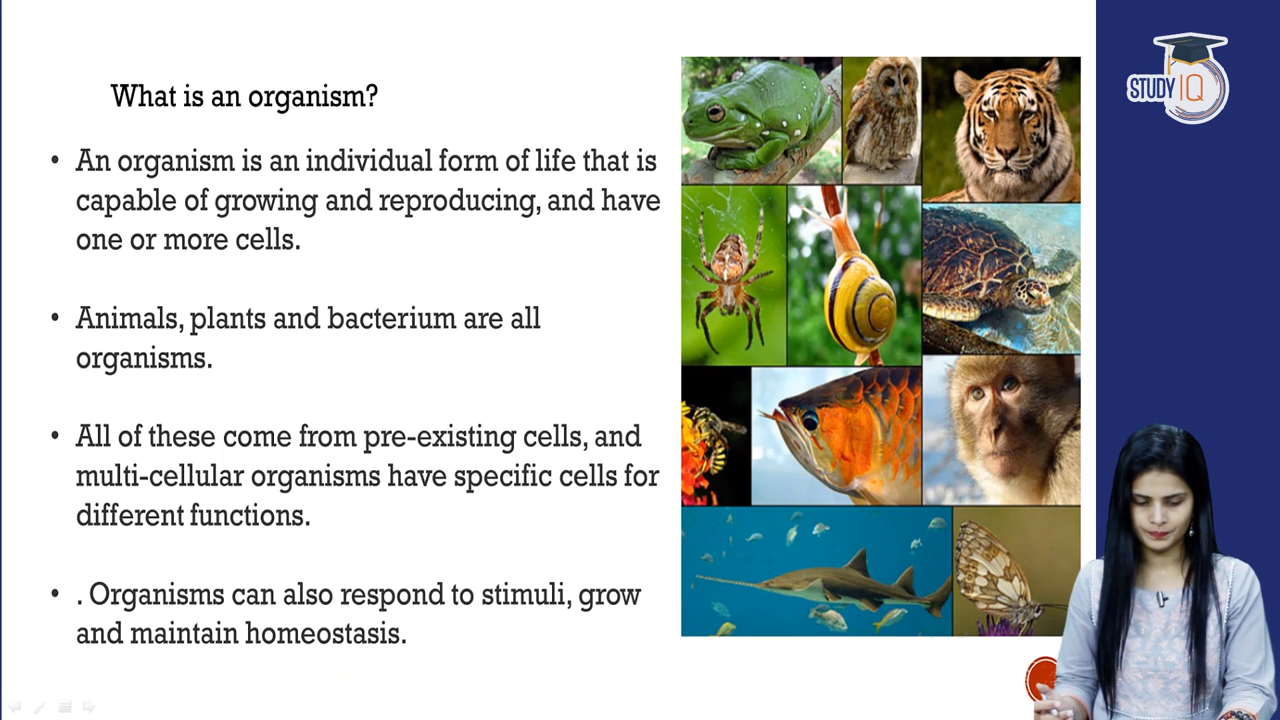 What is an organism?
• An organism is an individual form of life that is
capable of growing and reproducing, and have
one or more cells.
• Animals, plants and bacterium are all
organisms.
• All of these come from pre-existing cells, and
multi-cellular organisms have specific cells for
different functions.
• . Organisms can also respond to stimuli, grow
and maintain homeostasis.
STUDY IQ